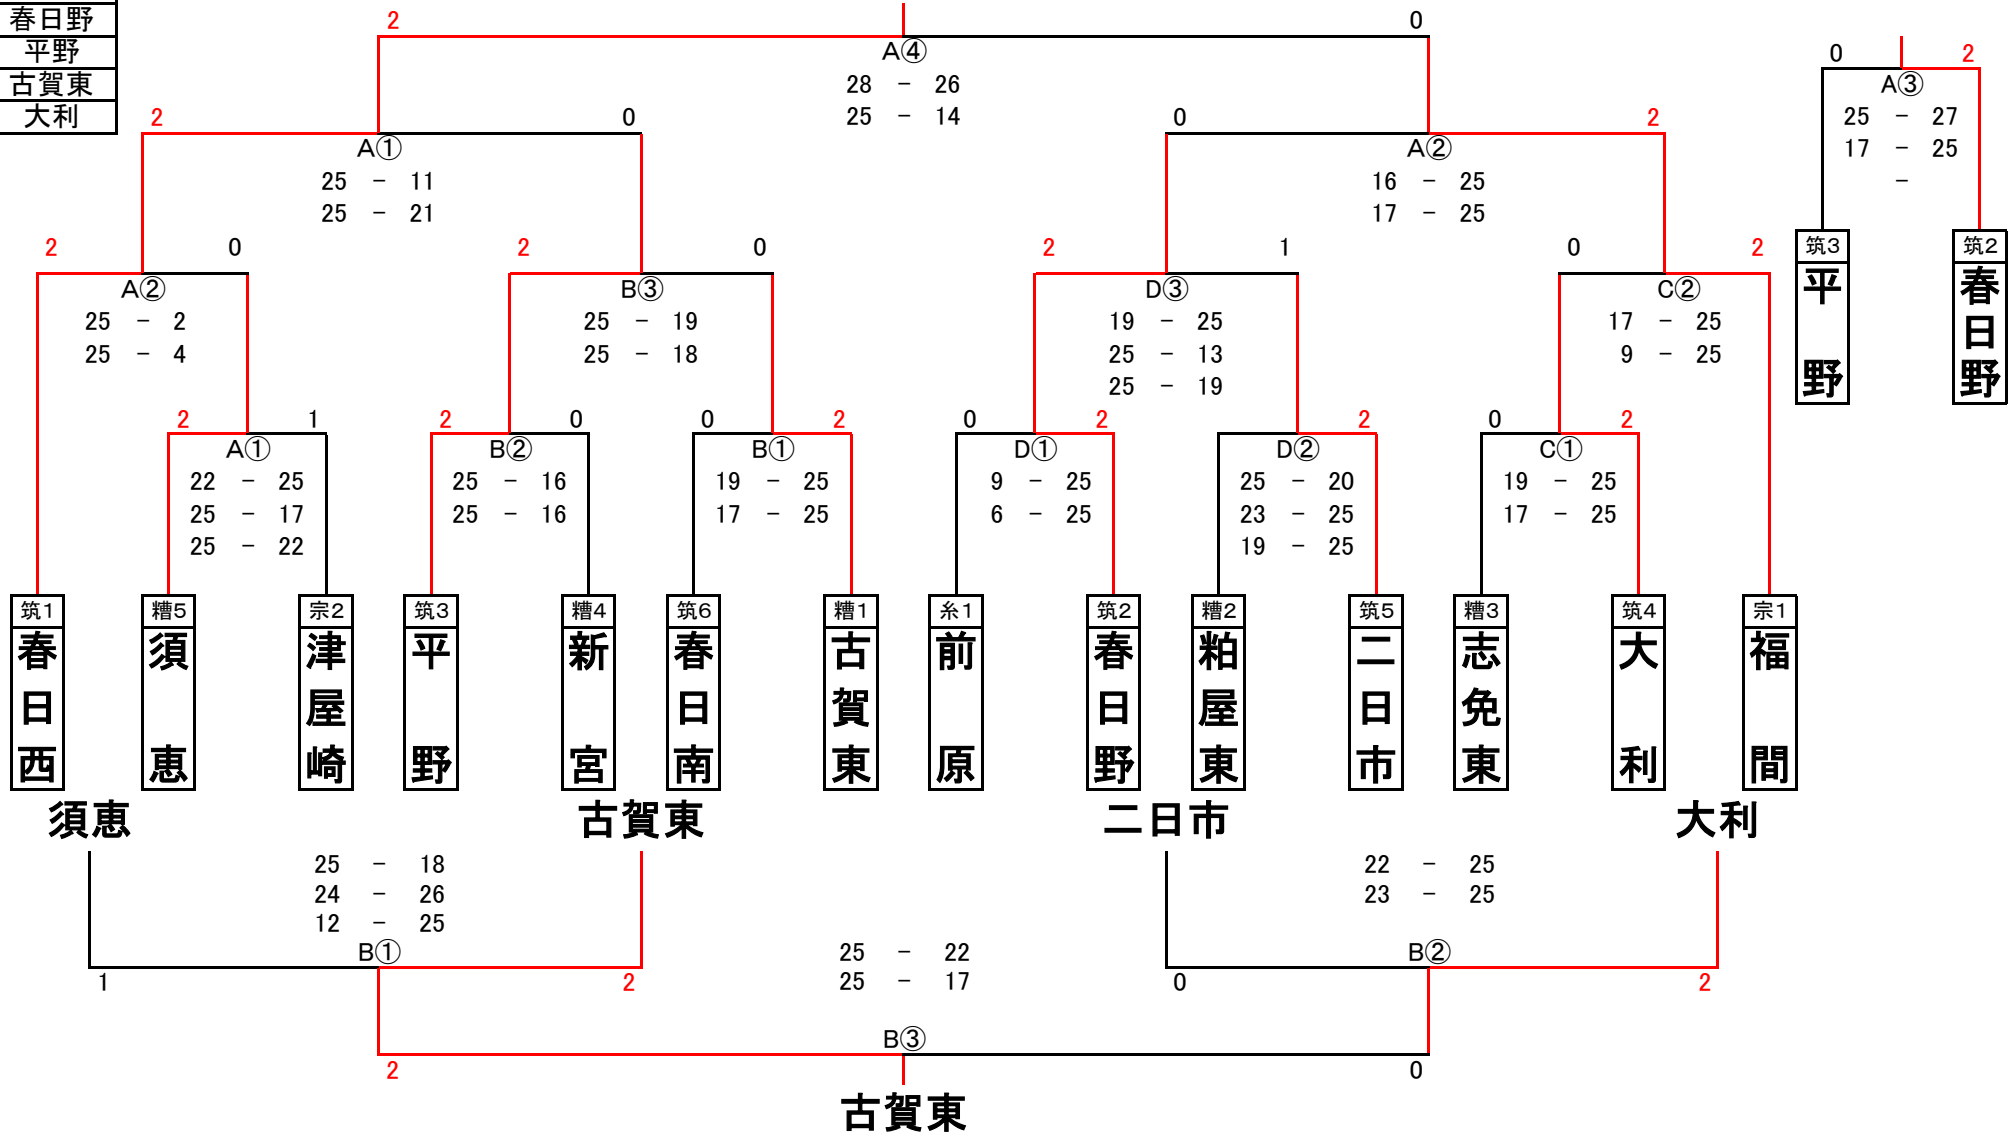 春日野
平野
古賀東
大利
2 0
A④
28 - 26
25 - 14
0 2
A③
25 - 27
17 - 25
-
筑3 筑2
平野 春日野
2 0 0 2
A① A②
25 - 11 16 - 25
25 - 21 17 - 25
2 0 2 0 2 1 0 2
A② B③ D③ C②
25 - 2 25 - 19 19 - 25 17 - 25
25 - 4 25 - 18 25 - 13 9 - 25
25 - 19
2 1 2 0 0 2 0 2 2 0 2
A① B② B① D① D② C①
22 - 25 25 - 16 19 - 25 9 - 25 25 - 20 19 - 25
25 - 17 25 - 16 17 - 25 6 - 25 23 - 25 17 - 25
25 - 22 19 - 25
筑1 糟5 宗2 筑3 糟4 筑6 糟1 糸1 筑2 糟2 筑5 糟3 筑4 宗1
春日西 須恵 津屋崎 平野 新宮 春日南 古賀東 前原 春日野 粕屋東 二日市 志免東 大利 福間
須恵 古賀東 二日市 大利
25 - 18 22 - 25
24 - 26 23 - 25
12 - 25
B① B②
1 2 0 2
25 - 22
25 - 17
B③
2 0
古賀東